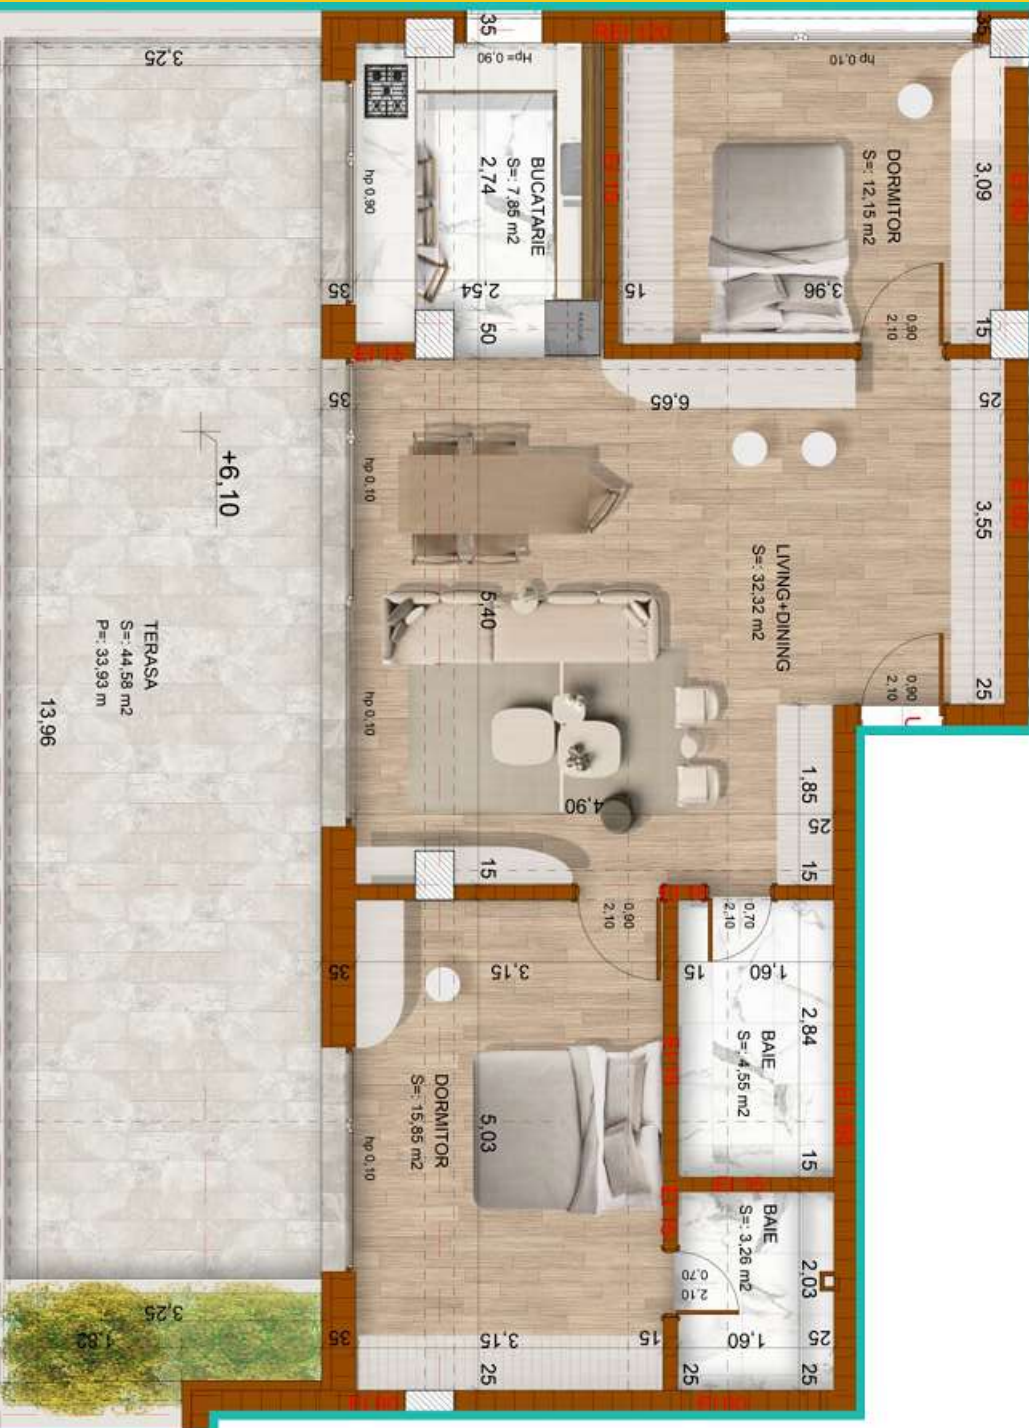 35
REI 120
35
3,25
Hp= 0,90
hp 0,10
BUCATARIE
S=: 7,85 m2
2,74
DORMITOR
S=: 12,15 m2
3,09
hp 0,90
35
2,54
15
3,96
50
15
0,90
2,10
35
6,65
25
+6,10
hp 0,10
3,55
LIVING+DINING
S=: 32,32 m2
5,40
TERASA
S=: 44,58 m2
P=: 33,93 m
13,96
hp 0,10
0,90
2,10
25
1,85
25
4,90
15
15
0,90
2,10
0,70
2,10
35
3,15
15
1,60
2,84
BAIE
S=: 4,55 m2
DORMITOR
S=: 15,85 m2
5,03
hp 0,10
15
BAIE
S=: 3,26 m2
0,70
2,10
2,03
3,25
1,83
35
3,15
15
1,60
25
25
25
25